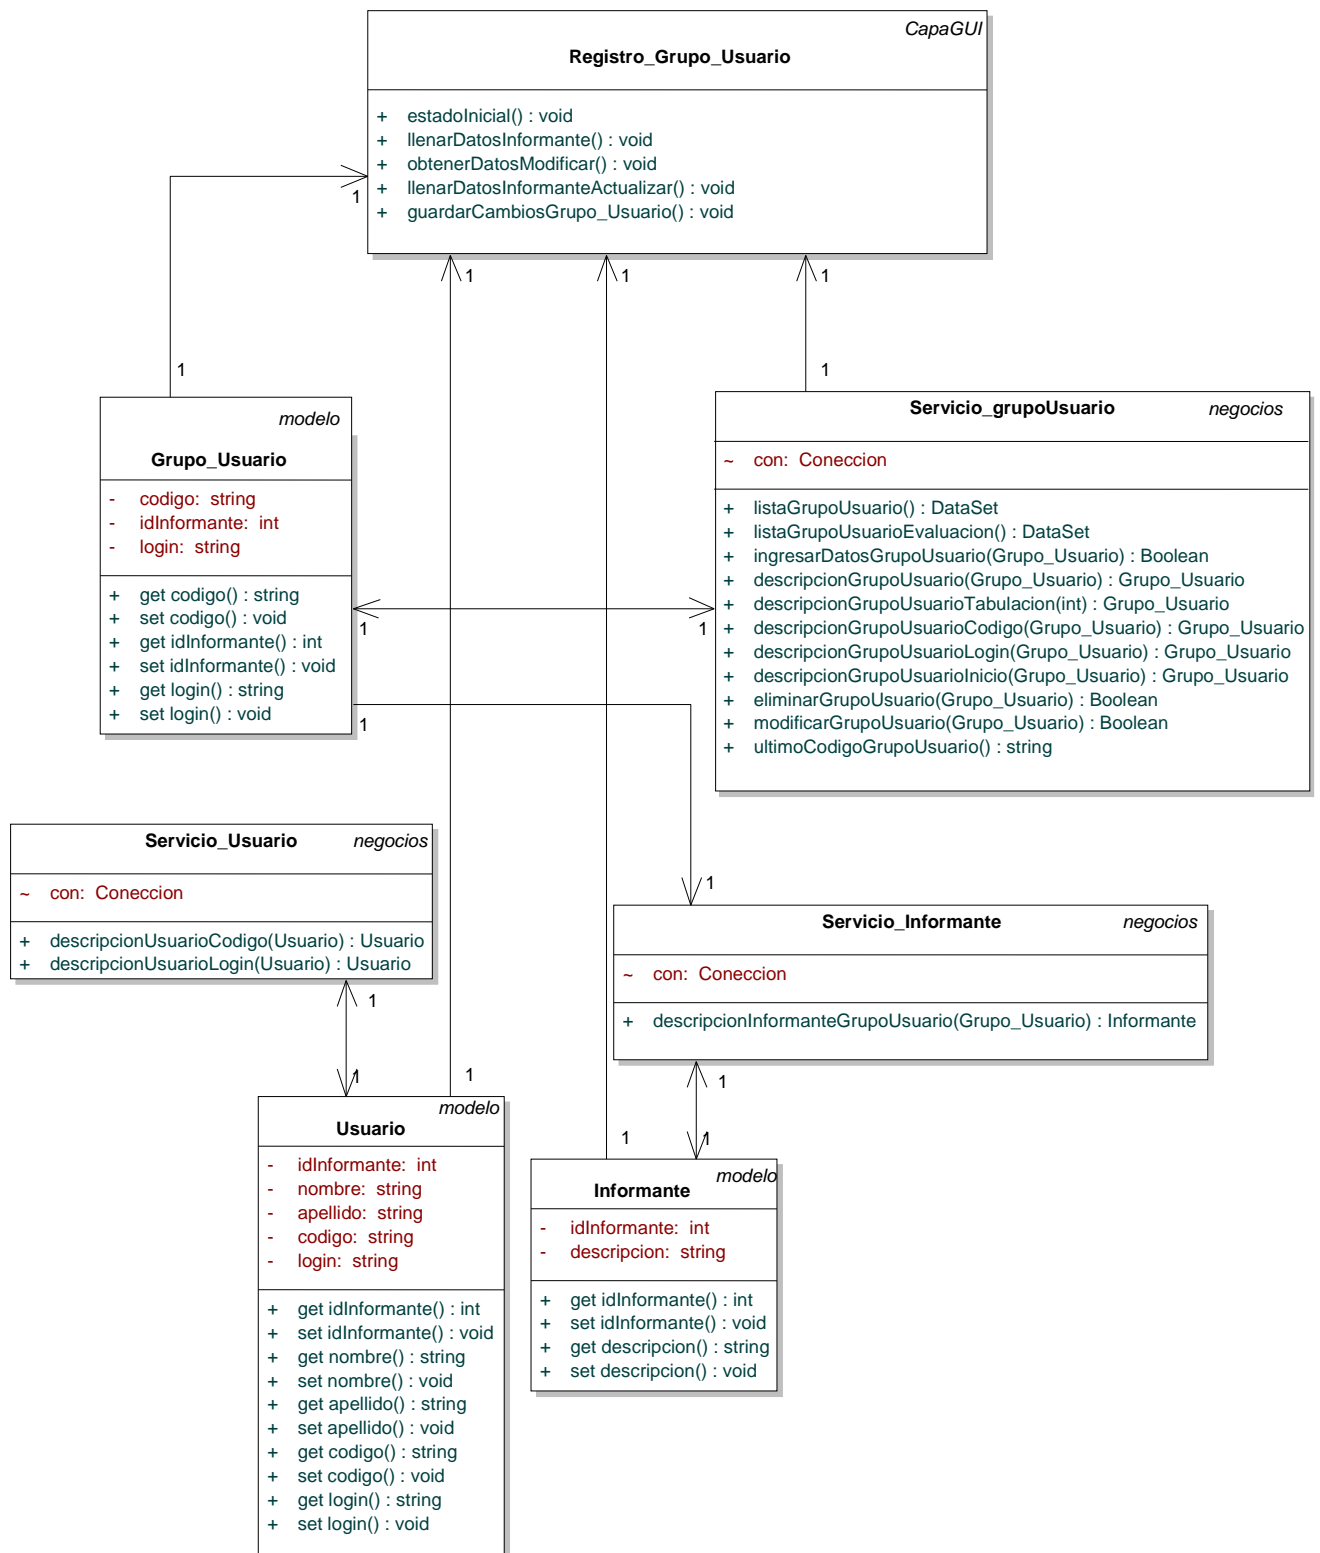 CapaGUI
Registro_Grupo_Usuario
+ estadoInicial() : void
+ llenarDatosInformante() : void
+ obtenerDatosModificar() : void
+ llenarDatosInformanteActualizar() : void
+ guardarCambiosGrupo_Usuario() : void
1
1
1
1
1
1
modelo
Grupo_Usuario
- codigo: string
- idInformante: int
- login: string
+ get codigo() : string
+ set codigo() : void
+ get idInformante() : int
+ set idInformante() : void
+ get login() : string
+ set login() : void
Servicio_grupoUsuario negocios
~ con: Coneccion
+ listaGrupoUsuario() : DataSet
+ listaGrupoUsuarioEvaluacion() : DataSet
+ ingresarDatosGrupoUsuario(Grupo_Usuario) : Boolean
+ descripcionGrupoUsuario(Grupo_Usuario) : Grupo_Usuario
+ descripcionGrupoUsuarioTabulacion(int) : Grupo_Usuario
+ descripcionGrupoUsuarioCodigo(Grupo_Usuario) : Grupo_Usuario
+ descripcionGrupoUsuarioLogin(Grupo_Usuario) : Grupo_Usuario
+ descripcionGrupoUsuarioInicio(Grupo_Usuario) : Grupo_Usuario
+ eliminarGrupoUsuario(Grupo_Usuario) : Boolean
+ modificarGrupoUsuario(Grupo_Usuario) : Boolean
+ ultimoCodigoGrupoUsuario() : string
1
1
1
1
Servicio_Usuario negocios
~ con: Coneccion
+ descripcionUsuarioCodigo(Usuario) : Usuario
+ descripcionUsuarioLogin(Usuario) : Usuario
Servicio_Informante negocios
~ con: Coneccion
+ descripcionInformanteGrupoUsuario(Grupo_Usuario) : Informante
1
1
1
1
1
1
modelo
Usuario
- idInformante: int
- nombre: string
- apellido: string
- codigo: string
- login: string
+ get idInformante() : int
+ set idInformante() : void
+ get nombre() : string
+ set nombre() : void
+ get apellido() : string
+ set apellido() : void
+ get codigo() : string
+ set codigo() : void
+ get login() : string
+ set login() : void
modelo
Informante
- idInformante: int
- descripcion: string
+ get idInformante() : int
+ set idInformante() : void
+ get descripcion() : string
+ set descripcion() : void